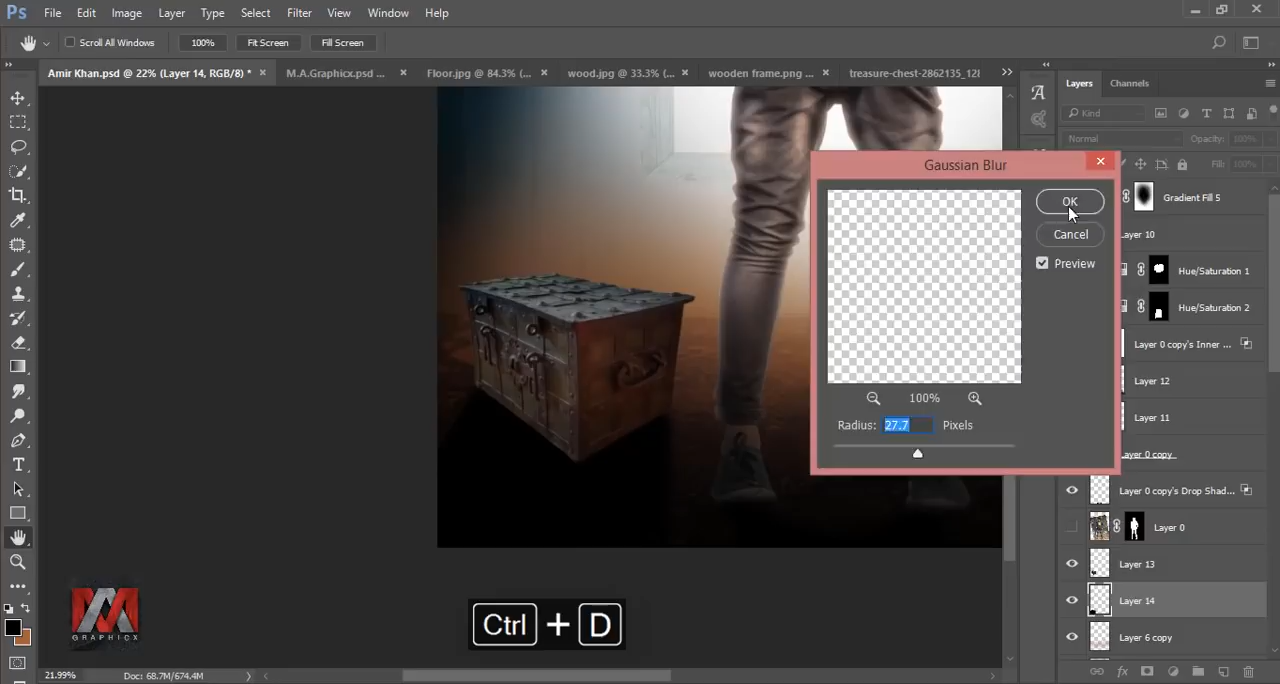 Ps File Edit Image Layer Type Select Filter View Window Help
Scroll All Windows 100% Fit Screen Fill Screen
Amir Khan.psd @ 22% (Layer 14, RGB/8) * × M.A.Graphicx.psd ... × Floor.jpg @ 84.3% (... × wood.jpg @ 33.3% (... × wooden frame.png ... × treasure-chest-2862135_12 »
Layers Channels
Kind
Normal Opacity: 100%
Fill: 100%
Gaussian Blur
OK
Cancel
Preview
100%
Radius: 27.7 Pixels
Gradient Fill 5
Layer 10
Hue/Saturation 1
Hue/Saturation 2
Layer 0 copy's Inner ...
Layer 12
Layer 11
Layer 0 copy
Layer 0 copy's Drop Shad...
Layer 0
Layer 13
Layer 14
Layer 6 copy
GRAPHICX
Ctrl + D
21.99% Doc: 68.7M/674.4M